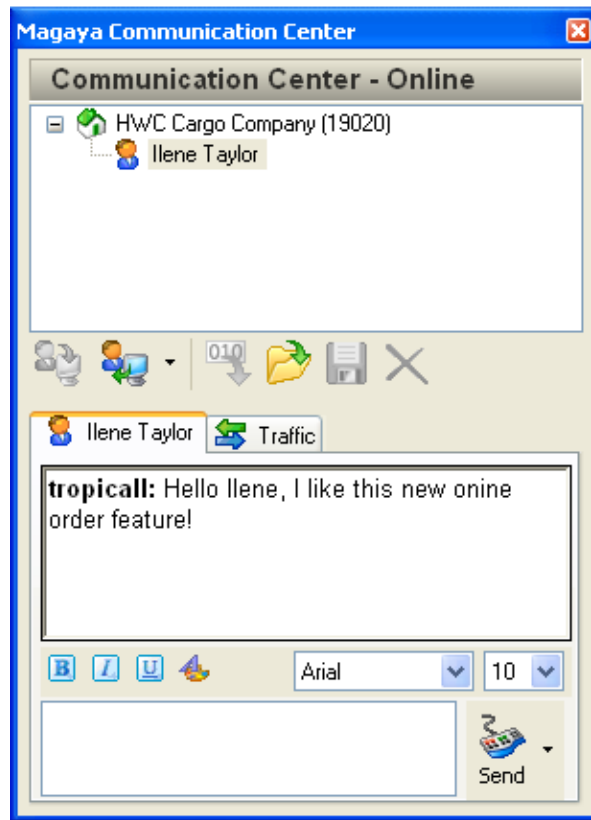 Magaya Communication Center
Communication Center - Online
HWC Cargo Company (19020)
Ilene Taylor
010
Ilene Taylor
Traffic
tropicall: Hello Ilene, I like this new onine
order feature!
B I U
Arial
10
Send